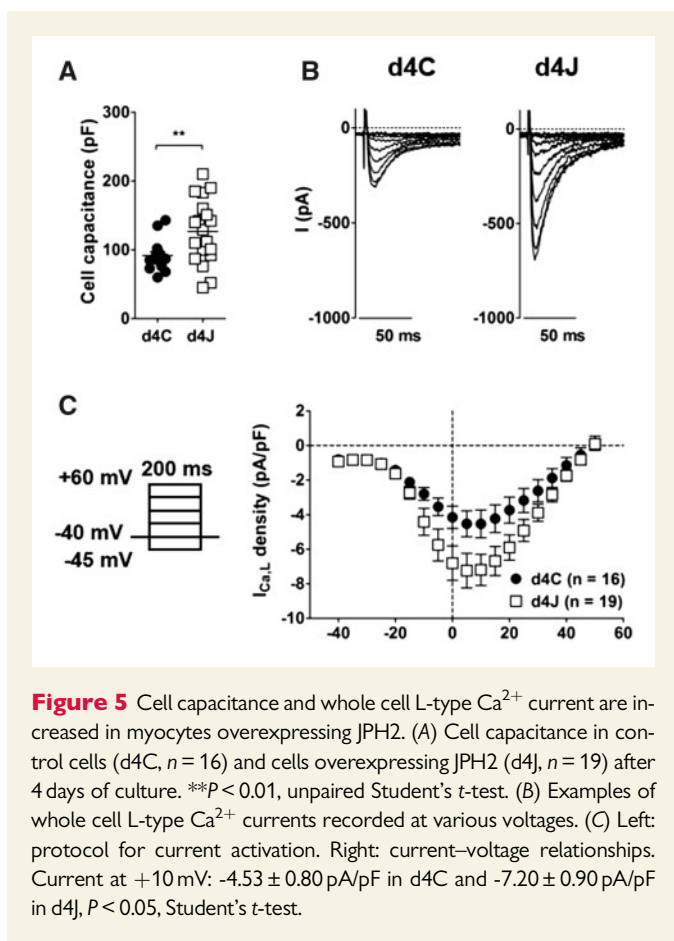 A
Cell capacitance (pF)
300
200
100
0
**
d4C d4J
B
d4C d4J
I (pA)
0
-500
-1000
50 ms
0
-500
-1000
50 ms
C
+60 mV
200 ms
-40 mV
-45 mV
I_Ca,L density (pA/pF)
2
0
-2
-4
-6
-8
-10
-40 -20 0 20 40 60
d4C (n = 16)
d4J (n = 19)
Figure 5 Cell capacitance and whole cell L-type Ca²⁺ current are in-
creased in myocytes overexpressing JPH2. (A) Cell capacitance in con-
trol cells (d4C, n = 16) and cells overexpressing JPH2 (d4J, n = 19) after
4 days of culture. **P < 0.01, unpaired Student's t-test. (B) Examples of
whole cell L-type Ca²⁺ currents recorded at various voltages. (C) Left:
protocol for current activation. Right: current–voltage relationships.
Current at +10 mV: -4.53 ± 0.80 pA/pF in d4C and -7.20 ± 0.90 pA/pF
in d4J, P < 0.05, Student's t-test.